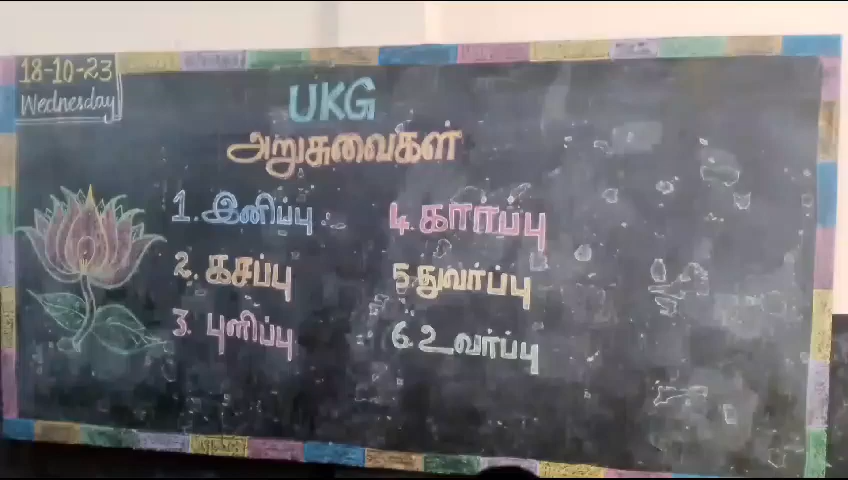 18-10-23
Wednesday
UKG
அறுசுவைகள்
1. இனிப்பு
2. கசப்பு
3. புளிப்பு
4. கார்ப்பு
5. துவர்ப்பு
6. உவர்ப்பு